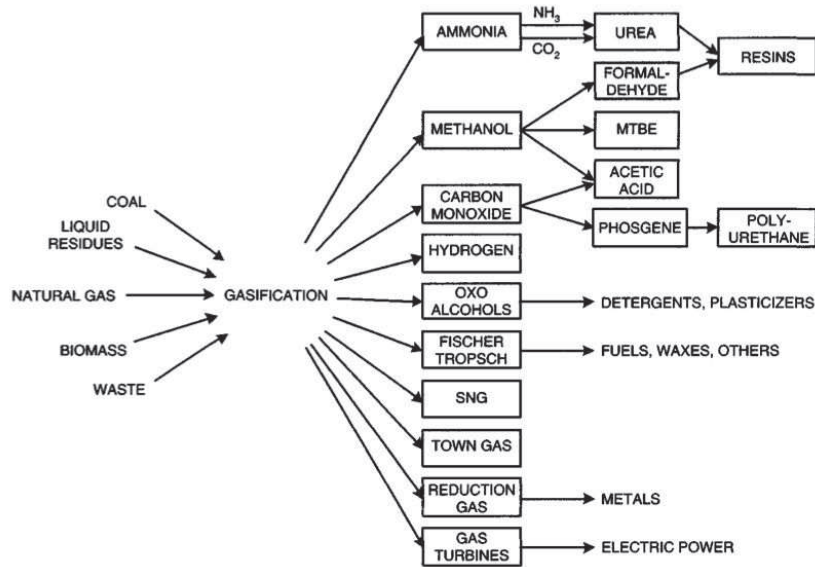 COAL
LIQUID
RESIDUES
NATURAL GAS
BIOMASS
WASTE
GASIFICATION
AMMONIA
NH₃
CO₂
UREA
RESINS
FORMAL-
DEHYDE
METHANOL
MTBE
ACETIC
ACID
CARBON
MONOXIDE
PHOSGENE
POLY-
URETHANE
HYDROGEN
OXO
ALCOHOLS
DETERGENTS, PLASTICIZERS
FISCHER
TROPSCH
FUELS, WAXES, OTHERS
SNG
TOWN GAS
REDUCTION
GAS
METALS
GAS
TURBINES
ELECTRIC POWER